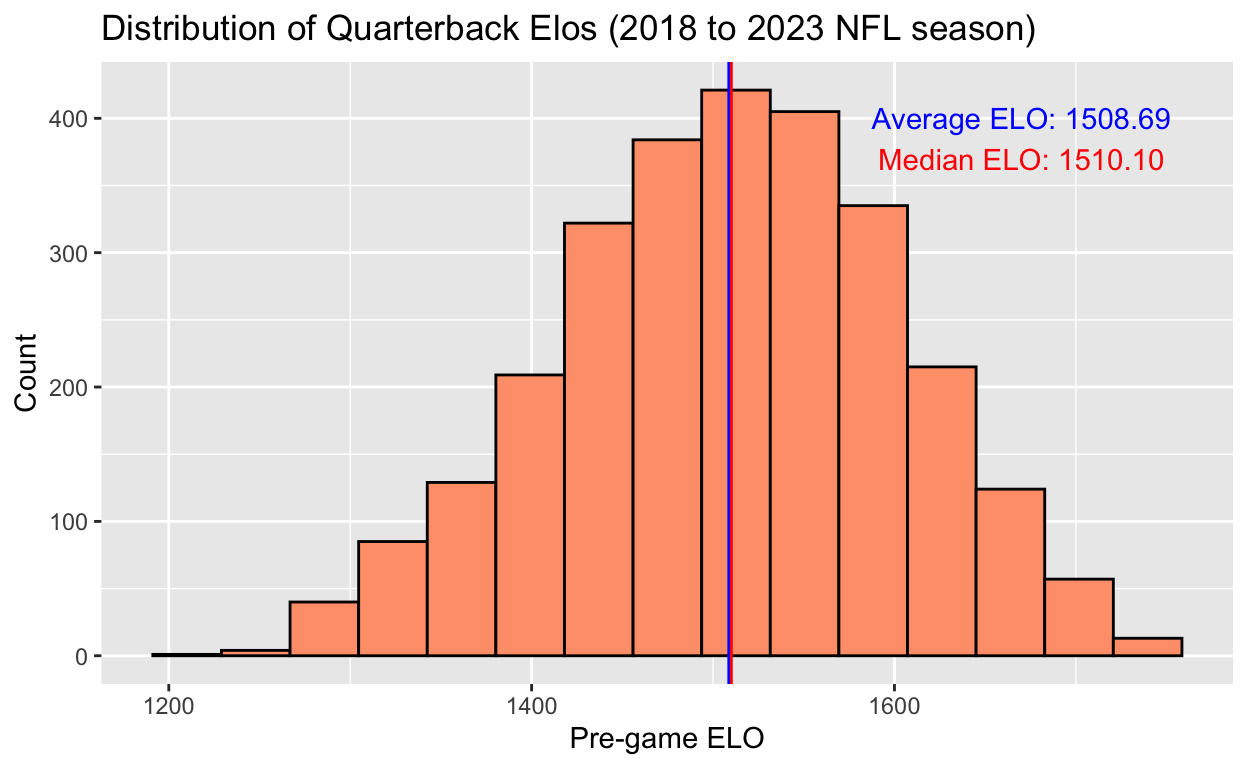 Distribution of Quarterback Elos (2018 to 2023 NFL season)
400
300
200
100
0
Count
Average ELO: 1508.69
Median ELO: 1510.10
1200
1400
1600
Pre-game ELO